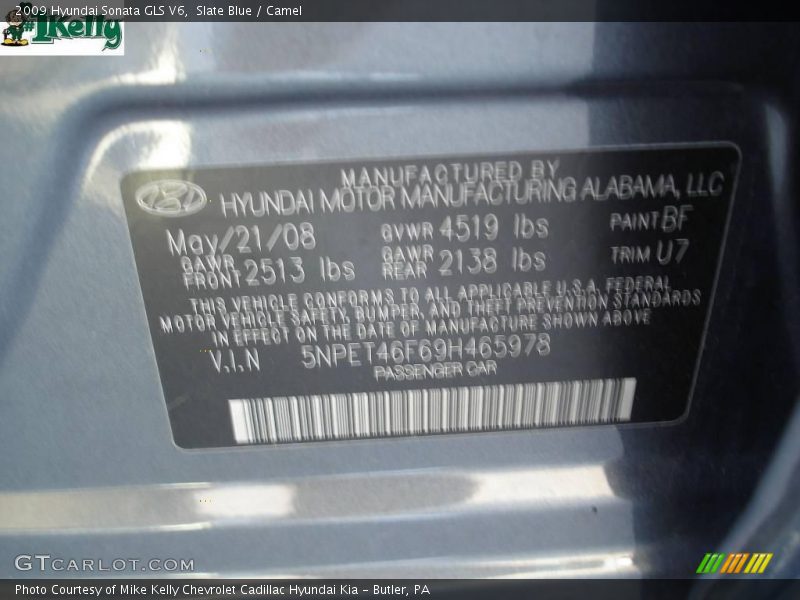 2009 Hyundai Sonata GLS V6, Slate Blue / Camel
Kelly
MANUFACTURED BY
HYUNDAI MOTOR MANUFACTURING ALABAMA, LLC
May/21/08 GVWR 4519 lbs PAINT BF
GAWR FRONT 2513 lbs GAWR REAR 2138 lbs TRIM U7
THIS VEHICLE CONFORMS TO ALL APPLICABLE U.S.A. FEDERAL
MOTOR VEHICLE SAFETY, BUMPER, AND THEFT PREVENTION STANDARDS
IN EFFECT ON THE DATE OF MANUFACTURE SHOWN ABOVE
V.I.N 5NPET46F69H465978
PASSENGER CAR
GTCARLOT.COM
Photo Courtesy of Mike Kelly Chevrolet Cadillac Hyundai Kia – Butler, PA